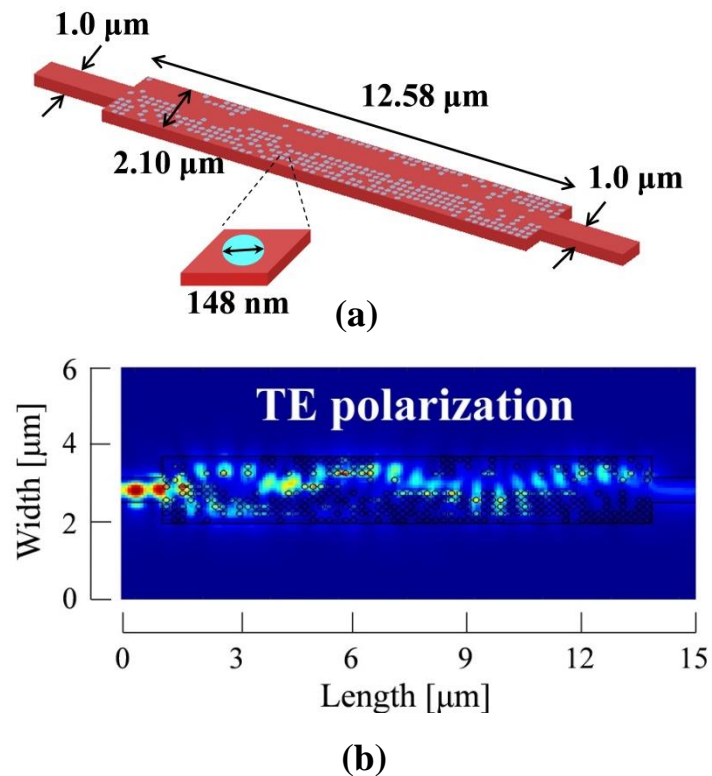 1.0 μm
12.58 μm
2.10 μm
1.0 μm
148 nm
(a)
6
TE polarization
4
Width [μm]
2
0
0 3 6 9 12 15
Length [μm]
(b)